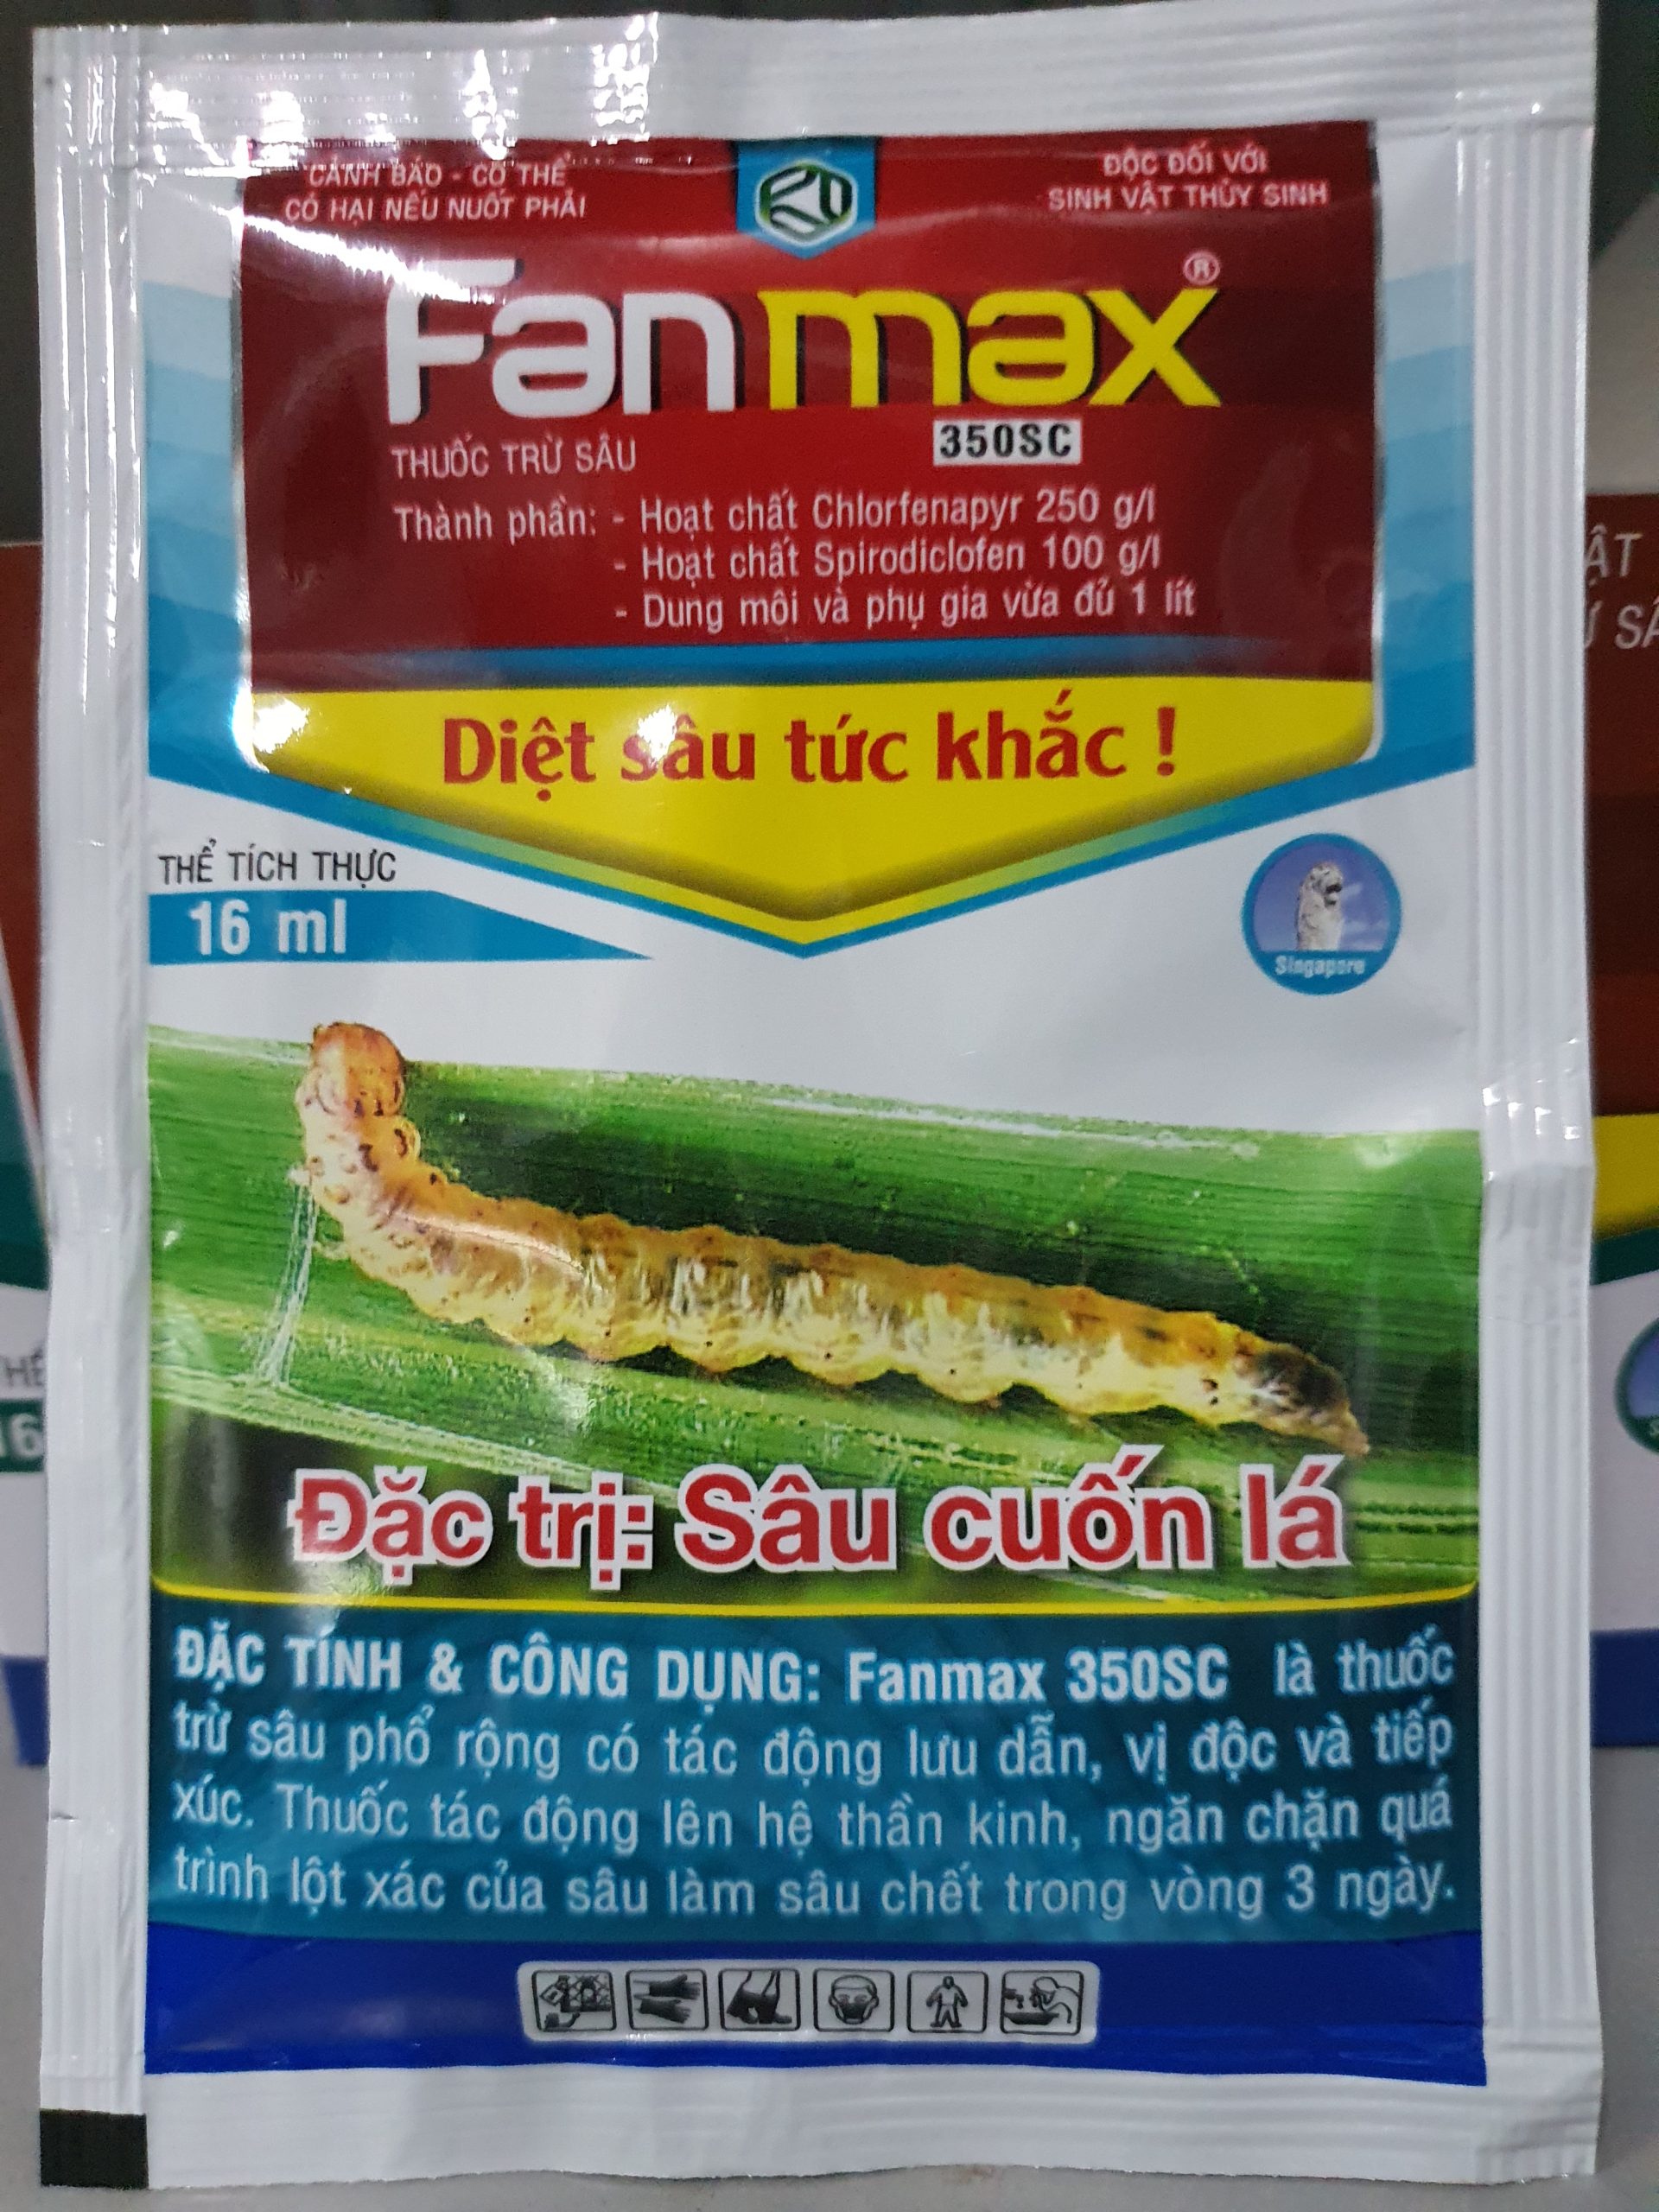 CẢNH BÁO - CÓ THỂ
CÓ HẠI NẾU NUỐT PHẢI
ĐỘC ĐỐI VỚI
SINH VẬT THỦY SINH
Fanmax®
350SC
THUỐC TRỪ SÂU
Thành phần: - Hoạt chất Chlorfenapyr 250 g/l
- Hoạt chất Spirodiclofen 100 g/l
- Dung môi và phụ gia vừa đủ 1 lít
Diệt sâu tức khắc !
THỂ TÍCH THỰC
16 ml
Singapore
Đặc trị: Sâu cuốn lá
ĐẶC TÍNH & CÔNG DỤNG: Fanmax 350SC là thuốc
trừ sâu phổ rộng có tác động lưu dẫn, vị độc và tiếp
xúc. Thuốc tác động lên hệ thần kinh, ngăn chặn quá
trình lột xác của sâu làm sâu chết trong vòng 3 ngày.